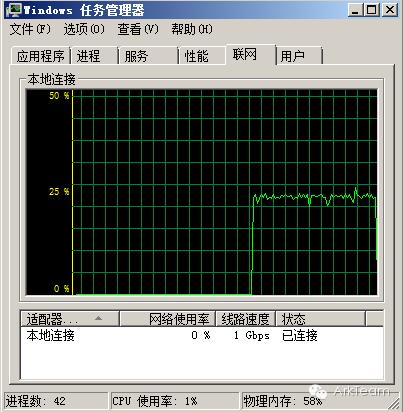 Windows 任务管理器
文件(F) 选项(O) 查看(V) 帮助(H)
应用程序 进程 服务 性能 联网 用户
本地连接
50 %
25 %
0 %
适配器... 网络使用率 线路速度 状态
本地连接 0 % 1 Gbps 已连接
进程数: 42 CPU 使用率: 1% 物理内存: 58%
ArkTeam